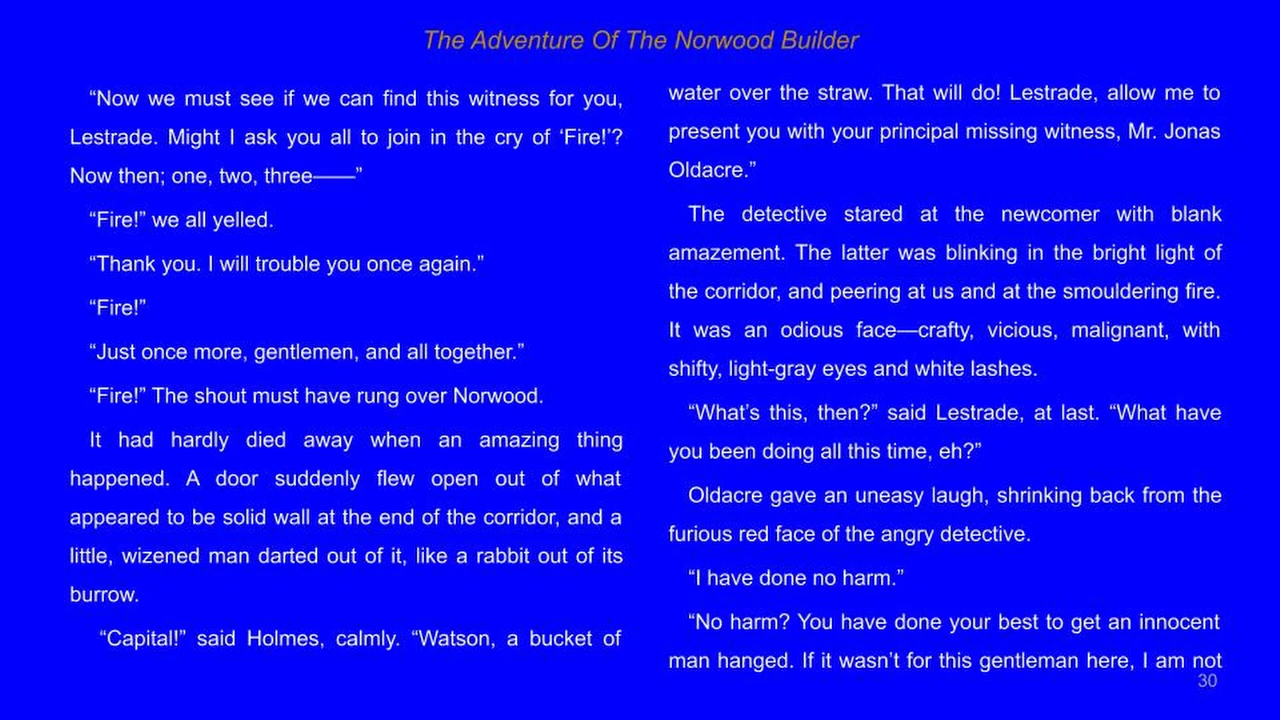 The Adventure Of The Norwood Builder
“Now we must see if we can find this witness for you,
Lestrade. Might I ask you all to join in the cry of ‘Fire!’?
Now then; one, two, three——”
“Fire!” we all yelled.
“Thank you. I will trouble you once again.”
“Fire!”
“Just once more, gentlemen, and all together.”
“Fire!” The shout must have rung over Norwood.
It had hardly died away when an amazing thing
happened. A door suddenly flew open out of what
appeared to be solid wall at the end of the corridor, and a
little, wizened man darted out of it, like a rabbit out of its
burrow.
“Capital!” said Holmes, calmly. “Watson, a bucket of
water over the straw. That will do! Lestrade, allow me to
present you with your principal missing witness, Mr. Jonas
Oldacre.”
The detective stared at the newcomer with blank
amazement. The latter was blinking in the bright light of
the corridor, and peering at us and at the smouldering fire.
It was an odious face—crafty, vicious, malignant, with
shifty, light-gray eyes and white lashes.
“What’s this, then?” said Lestrade, at last. “What have
you been doing all this time, eh?”
Oldacre gave an uneasy laugh, shrinking back from the
furious red face of the angry detective.
“I have done no harm.”
“No harm? You have done your best to get an innocent
man hanged. If it wasn’t for this gentleman here, I am not
30